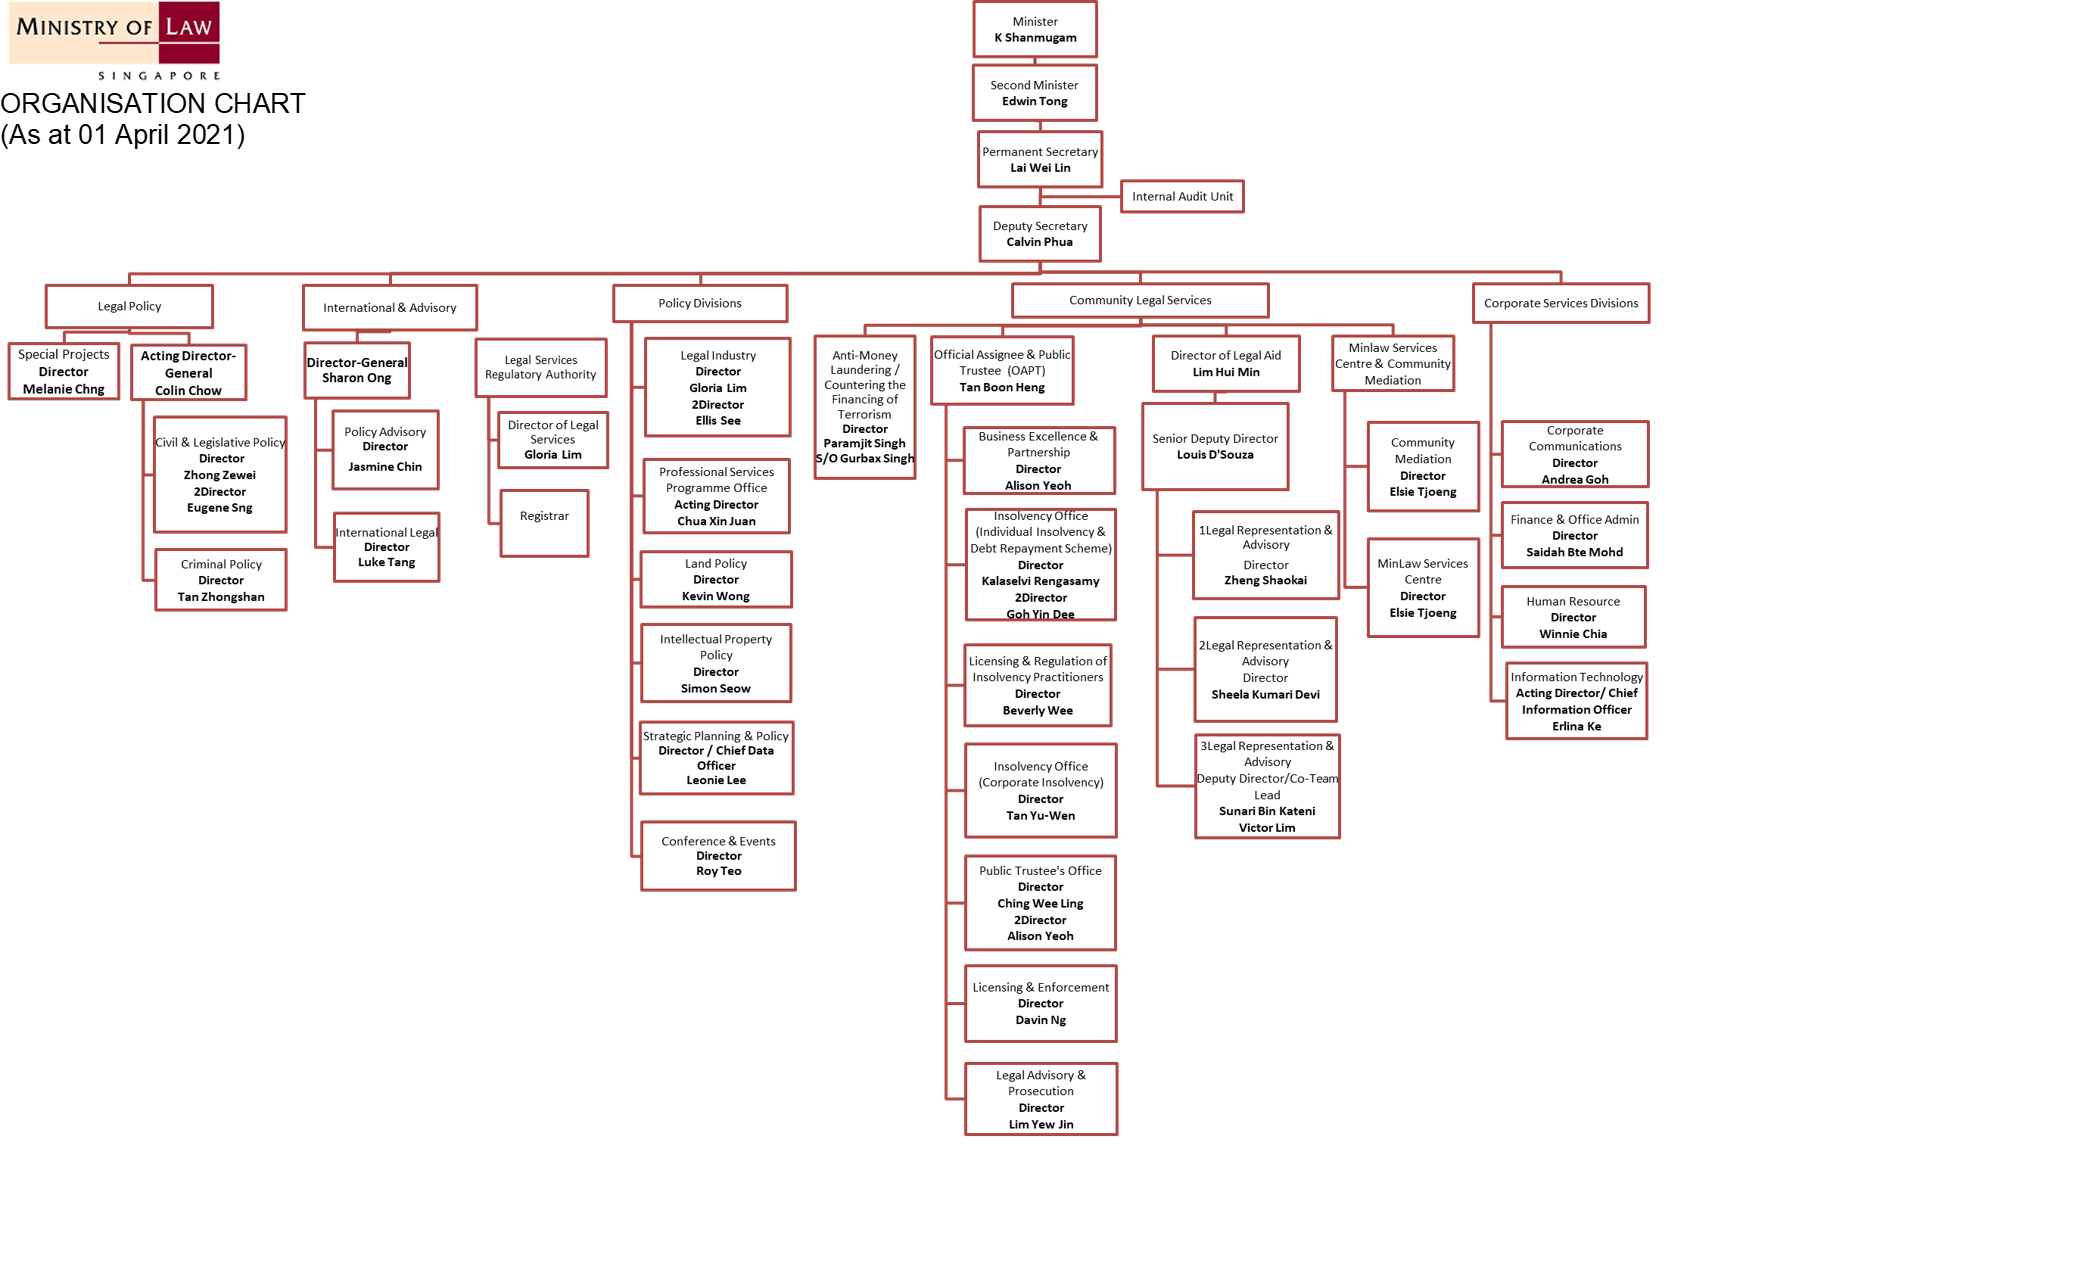 MINISTRY OF LAW
SINGAPORE
ORGANISATION CHART
(As at 01 April 2021)
Minister
K Shanmugam
Second Minister
Edwin Tong
Permanent Secretary
Lai Wei Lin
Internal Audit Unit
Deputy Secretary
Calvin Phua
Legal Policy
Special Projects
Director
Melanie Chng
Acting Director-
General
Colin Chow
Civil & Legislative Policy
Director
Zhong Zewei
2Director
Eugene Sng
Criminal Policy
Director
Tan Zhongshan
International & Advisory
Director-General
Sharon Ong
Policy Advisory
Director
Jasmine Chin
International Legal
Director
Luke Tang
Legal Services
Regulatory Authority
Director of Legal
Services
Gloria Lim
Registrar
Policy Divisions
Legal Industry
Director
Gloria Lim
2Director
Ellis See
Professional Services
Programme Office
Acting Director
Chua Xin Juan
Land Policy
Director
Kevin Wong
Intellectual Property
Policy
Director
Simon Seow
Strategic Planning & Policy
Director / Chief Data
Officer
Leonie Lee
Conference & Events
Director
Roy Teo
Community Legal Services
Anti-Money
Laundering /
Countering the
Financing of
Terrorism
Director
Paramjit Singh
S/O Gurbax Singh
Official Assignee & Public
Trustee (OAPT)
Tan Boon Heng
Business Excellence &
Partnership
Director
Alison Yeoh
Insolvency Office
(Individual Insolvency &
Debt Repayment Scheme)
Director
Kalaselvi Rengasamy
2Director
Goh Yin Dee
Licensing & Regulation of
Insolvency Practitioners
Director
Beverly Wee
Insolvency Office
(Corporate Insolvency)
Director
Tan Yu-Wen
Public Trustee's Office
Director
Ching Wee Ling
2Director
Alison Yeoh
Licensing & Enforcement
Director
Davin Ng
Legal Advisory &
Prosecution
Director
Lim Yew Jin
Director of Legal Aid
Lim Hui Min
Senior Deputy Director
Louis D'Souza
1Legal Representation &
Advisory
Director
Zheng Shaokai
2Legal Representation &
Advisory
Director
Sheela Kumari Devi
3Legal Representation &
Advisory
Deputy Director/Co-Team
Lead
Sunari Bin Kateni
Victor Lim
Minlaw Services
Centre & Community
Mediation
Community
Mediation
Director
Elsie Tjoeng
MinLaw Services
Centre
Director
Elsie Tjoeng
Corporate Services Divisions
Corporate
Communications
Director
Andrea Goh
Finance & Office Admin
Director
Saidah Bte Mohd
Human Resource
Director
Winnie Chia
Information Technology
Acting Director/ Chief
Information Officer
Erlina Ke